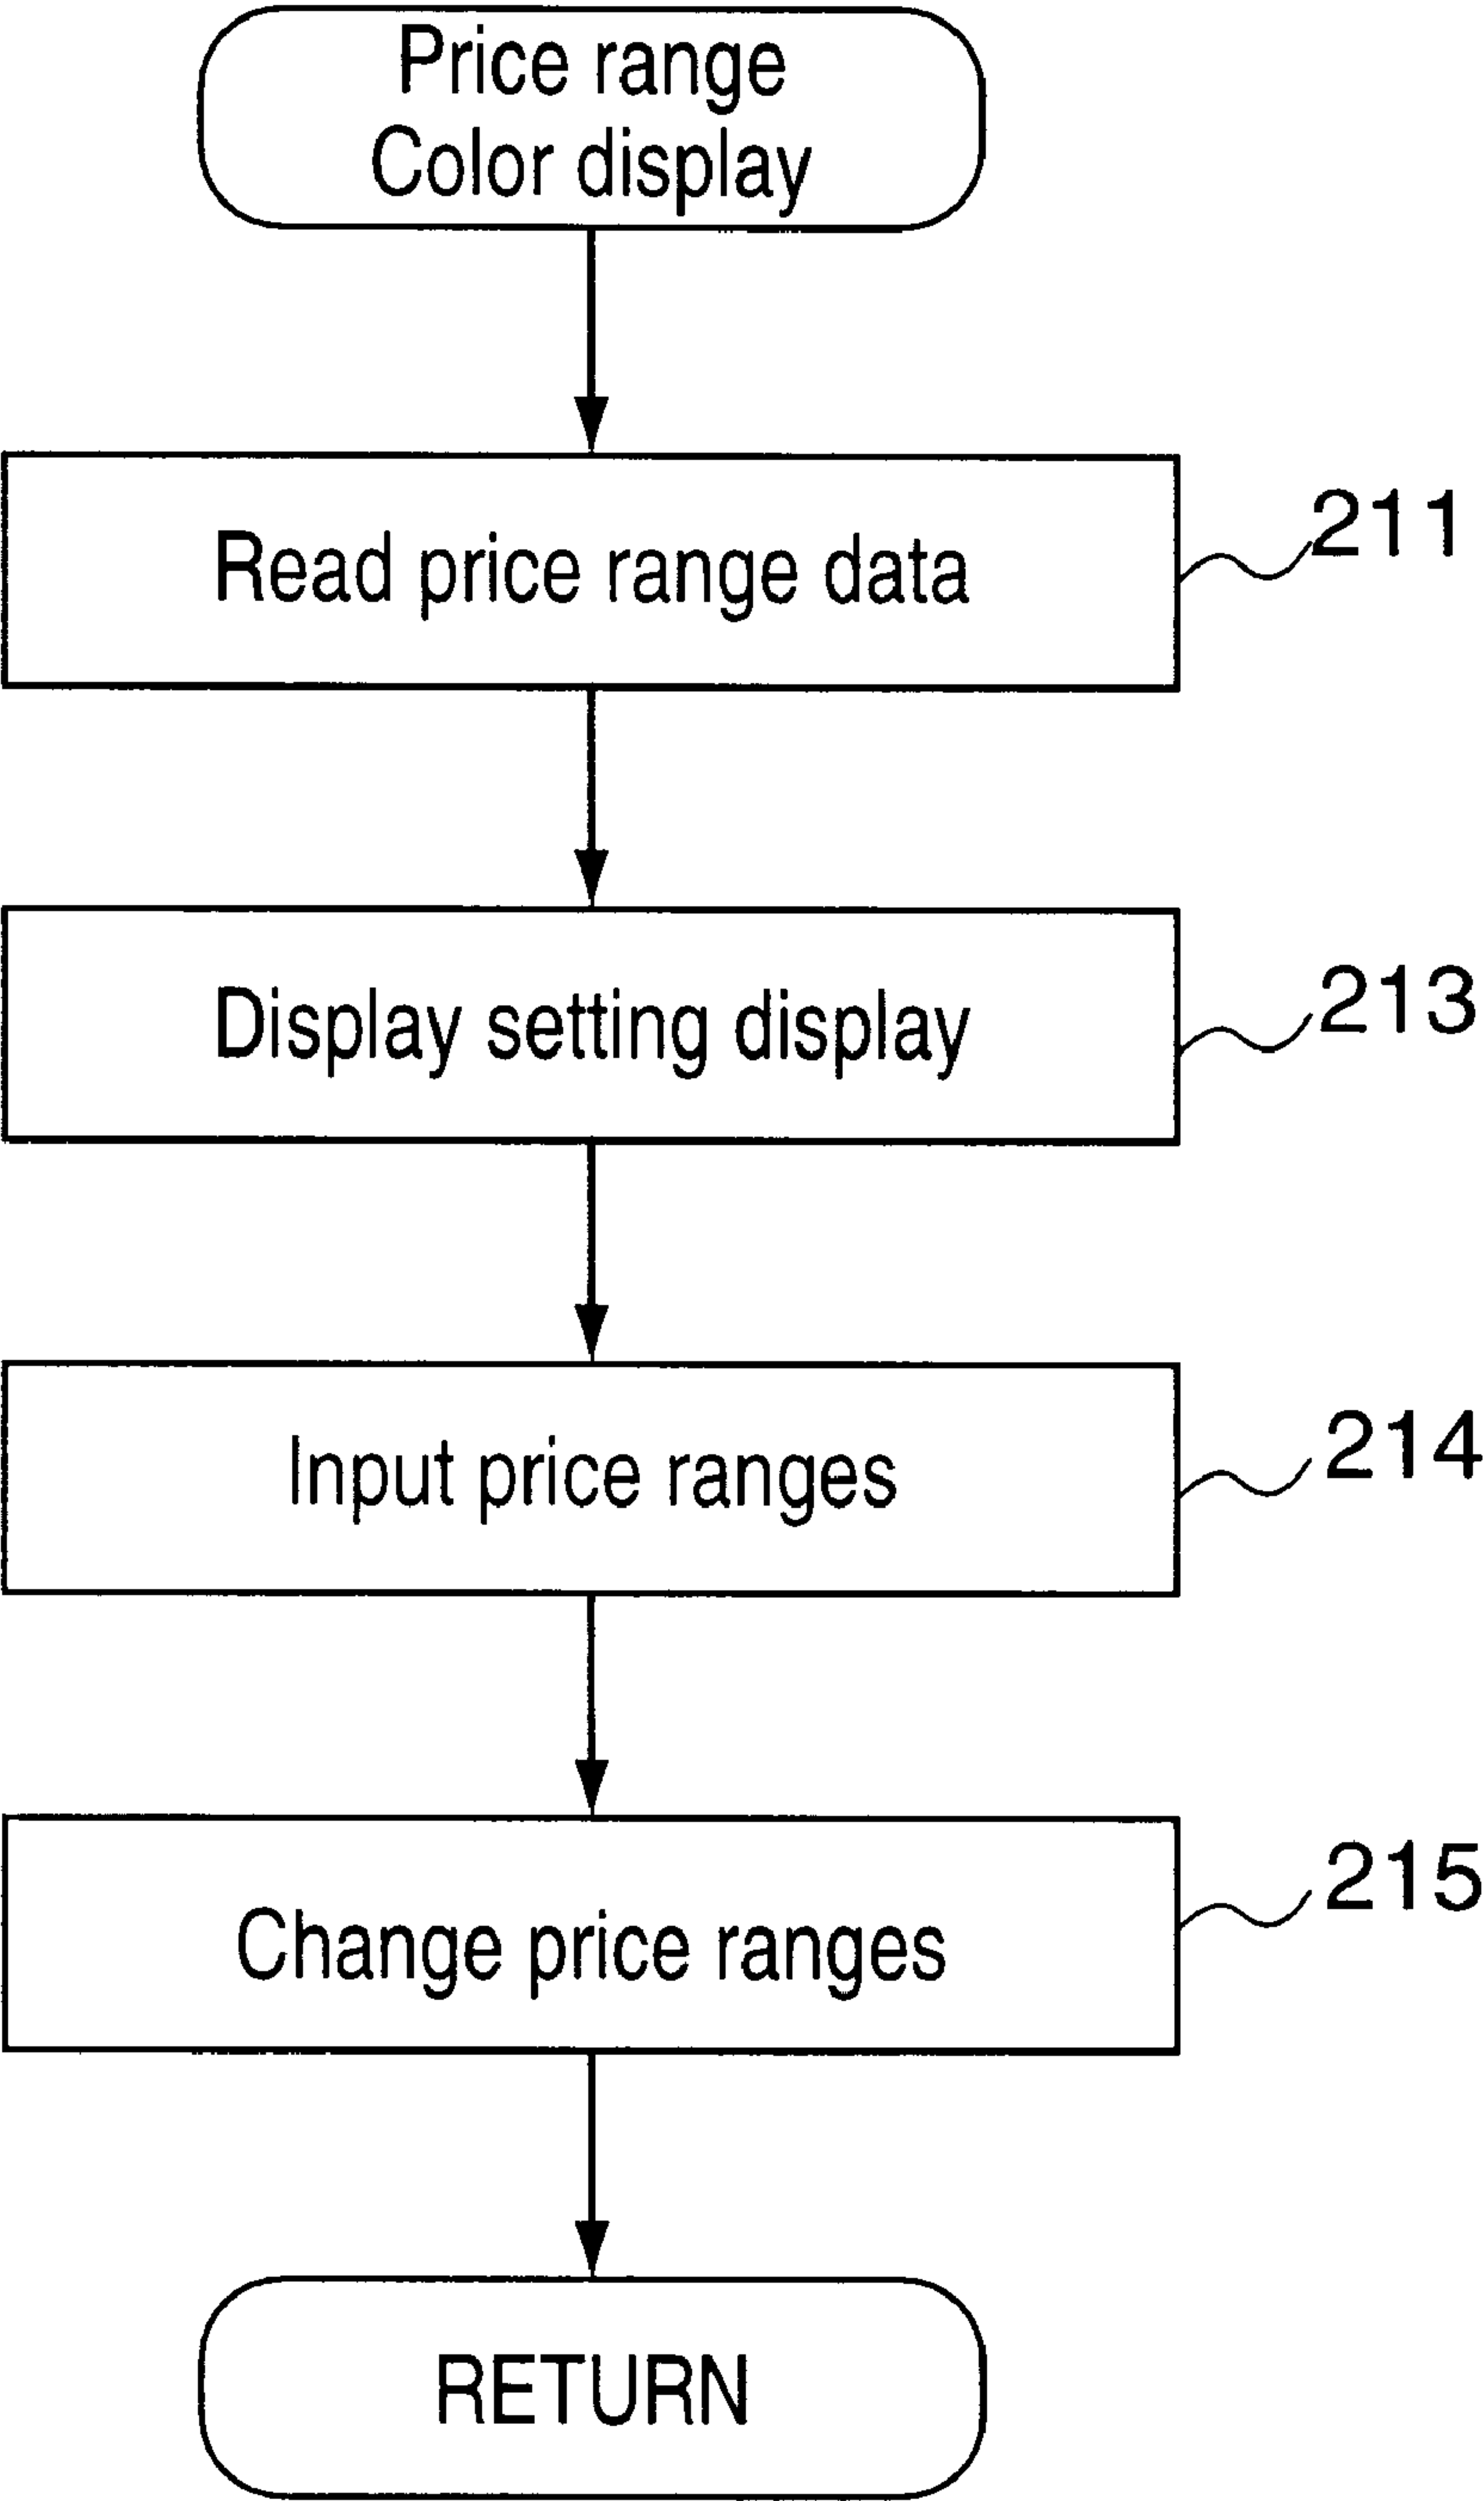 Price range
Color display
Read price range data
211
Display setting display
213
Input price ranges
214
Change price ranges
215
RETURN